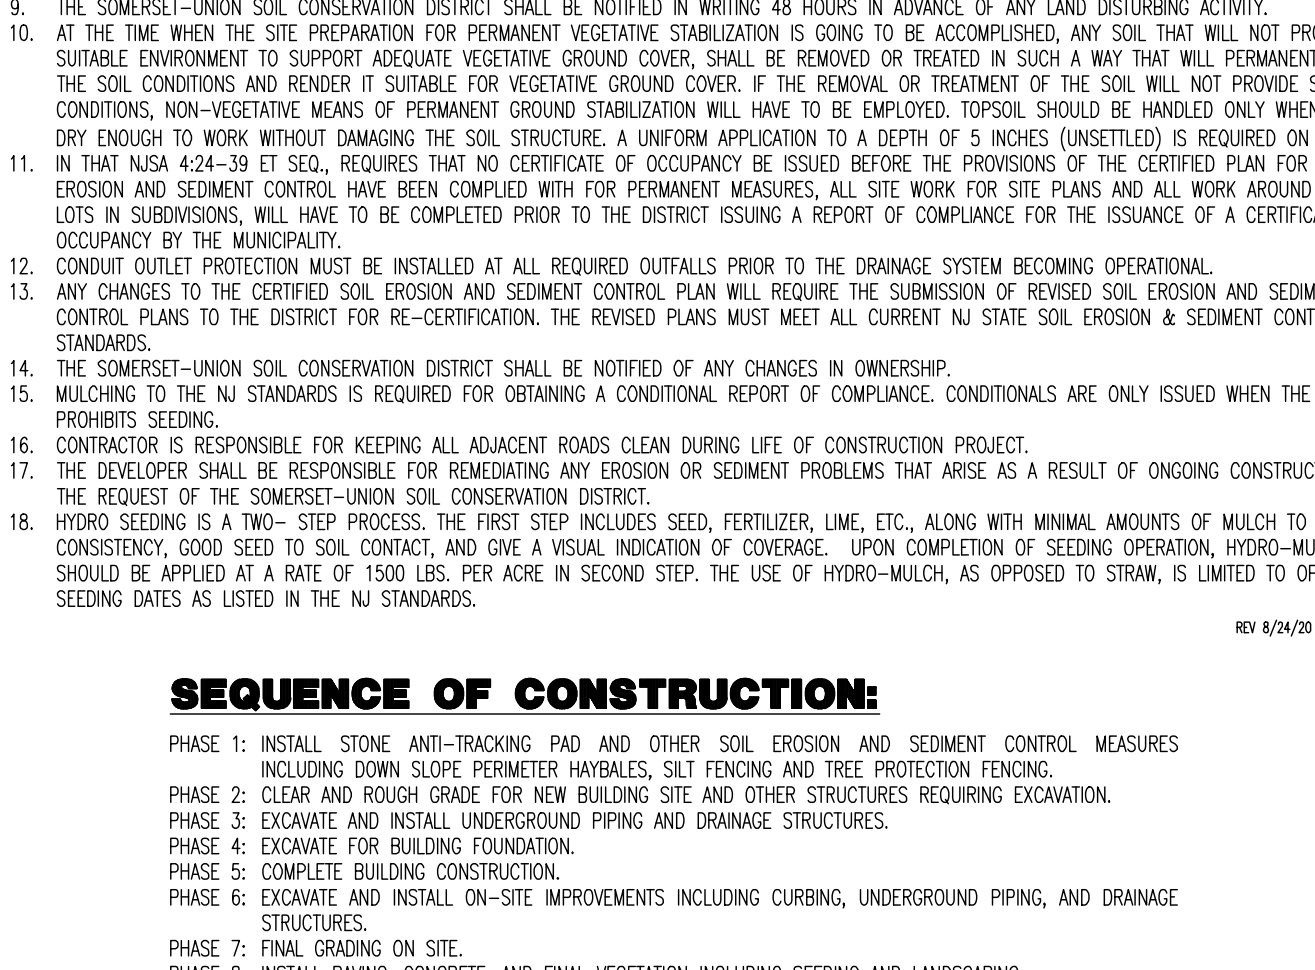 9. THE SOMERSET-UNION SOIL CONSERVATION DISTRICT SHALL BE NOTIFIED IN WRITING 48 HOURS IN ADVANCE OF ANY LAND DISTURBING ACTIVITY.
10. AT THE TIME WHEN THE SITE PREPARATION FOR PERMANENT VEGETATIVE STABILIZATION IS GOING TO BE ACCOMPLISHED, ANY SOIL THAT WILL NOT
SUITABLE ENVIRONMENT TO SUPPORT ADEQUATE VEGETATIVE GROUND COVER, SHALL BE REMOVED OR TREATED IN SUCH A WAY THAT WILL
THE SOIL CONDITIONS AND RENDER IT SUITABLE FOR VEGETATIVE GROUND COVER. IF THE REMOVAL OR TREATMENT OF THE SOIL WILL NOT PROVIDE
CONDITIONS, NON-VEGETATIVE MEANS OF PERMANENT GROUND STABILIZATION WILL HAVE TO BE EMPLOYED. TOPSOIL SHOULD BE HANDLED ONLY WHEN
DRY ENOUGH TO WORK WITHOUT DAMAGING THE SOIL STRUCTURE. A UNIFORM APPLICATION TO A DEPTH OF 5 INCHES (UNSETTLED) IS REQUIRED ON
11. IN THAT NJSA 4:24-39 ET SEQ., REQUIRES THAT NO CERTIFICATE OF OCCUPANCY BE ISSUED BEFORE THE PROVISIONS OF THE CERTIFIED PLAN FOR
EROSION AND SEDIMENT CONTROL HAVE BEEN COMPLIED WITH FOR PERMANENT MEASURES, ALL SITE WORK FOR SITE PLANS AND ALL WORK AROUND
LOTS IN SUBDIVISIONS, WILL HAVE TO BE COMPLETED PRIOR TO THE DISTRICT ISSUING A REPORT OF COMPLIANCE FOR THE ISSUANCE OF A
OCCUPANCY BY THE MUNICIPALITY.
12. CONDUIT OUTLET PROTECTION MUST BE INSTALLED AT ALL REQUIRED OUTFALLS PRIOR TO THE DRAINAGE SYSTEM BECOMING OPERATIONAL.
13. ANY CHANGES TO THE CERTIFIED SOIL EROSION AND SEDIMENT CONTROL PLAN WILL REQUIRE THE SUBMISSION OF REVISED SOIL EROSION AND
CONTROL PLANS TO THE DISTRICT FOR RE-CERTIFICATION. THE REVISED PLANS MUST MEET ALL CURRENT NJ STATE SOIL EROSION & SEDIMENT
STANDARDS.
14. THE SOMERSET-UNION SOIL CONSERVATION DISTRICT SHALL BE NOTIFIED OF ANY CHANGES IN OWNERSHIP.
15. MULCHING TO THE NJ STANDARDS IS REQUIRED FOR OBTAINING A CONDITIONAL REPORT OF COMPLIANCE. CONDITIONALS ARE ONLY ISSUED WHEN THE
PROHIBITS SEEDING.
16. CONTRACTOR IS RESPONSIBLE FOR KEEPING ALL ADJACENT ROADS CLEAN DURING LIFE OF CONSTRUCTION PROJECT.
17. THE DEVELOPER SHALL BE RESPONSIBLE FOR REMEDIATING ANY EROSION OR SEDIMENT PROBLEMS THAT ARISE AS A RESULT OF ONGOING
THE REQUEST OF THE SOMERSET-UNION SOIL CONSERVATION DISTRICT.
18. HYDRO SEEDING IS A TWO- STEP PROCESS. THE FIRST STEP INCLUDES SEED, FERTILIZER, LIME, ETC., ALONG WITH MINIMAL AMOUNTS OF MULCH TO
CONSISTENCY, GOOD SEED TO SOIL CONTACT, AND GIVE A VISUAL INDICATION OF COVERAGE. UPON COMPLETION OF SEEDING OPERATION,
SHOULD BE APPLIED AT A RATE OF 1500 LBS. PER ACRE IN SECOND STEP. THE USE OF HYDRO-MULCH, AS OPPOSED TO STRAW, IS LIMITED TO
SEEDING DATES AS LISTED IN THE NJ STANDARDS.
REV 8/24/20
SEQUENCE OF CONSTRUCTION:
PHASE 1: INSTALL STONE ANTI-TRACKING PAD AND OTHER SOIL EROSION AND SEDIMENT CONTROL MEASURES
INCLUDING DOWN SLOPE PERIMETER HAYBALES, SILT FENCING AND TREE PROTECTION FENCING.
PHASE 2: CLEAR AND ROUGH GRADE FOR NEW BUILDING SITE AND OTHER STRUCTURES REQUIRING EXCAVATION.
PHASE 3: EXCAVATE AND INSTALL UNDERGROUND PIPING AND DRAINAGE STRUCTURES.
PHASE 4: EXCAVATE FOR BUILDING FOUNDATION.
PHASE 5: COMPLETE BUILDING CONSTRUCTION.
PHASE 6: EXCAVATE AND INSTALL ON-SITE IMPROVEMENTS INCLUDING CURBING, UNDERGROUND PIPING, AND DRAINAGE
STRUCTURES.
PHASE 7: FINAL GRADING ON SITE.
PHASE 8: INSTALL PAVING, CONCRETE, AND FINAL VEGETATION INCLUDING SEEDING AND LANDSCAPING.